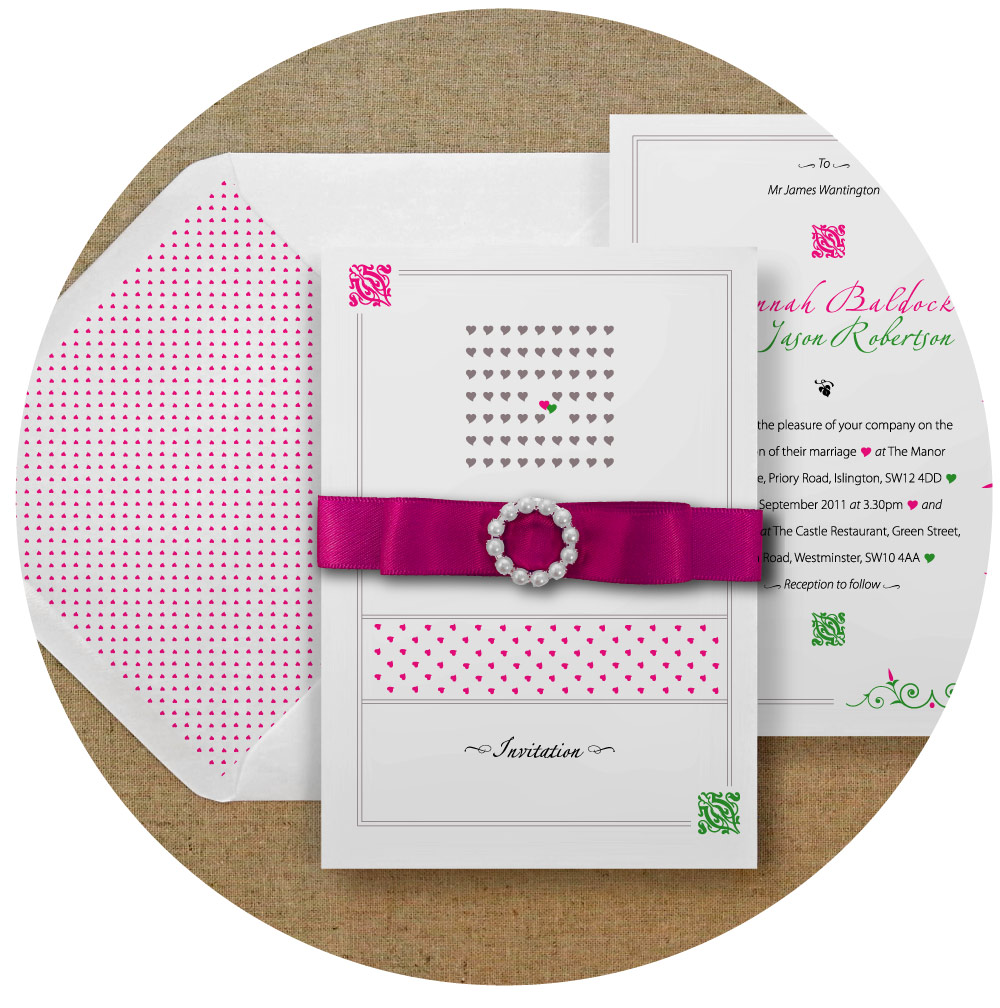 To
Mr James Wantington
Baldock
Jason Robertson
the pleasure of your company on the
of their marriage at The Manor
Priory Road, Islington, SW12 4DD
September 2011 at 3.30pm and
at The Castle Restaurant, Green Street,
Road, Westminster, SW10 4AA
Reception to follow
Invitation